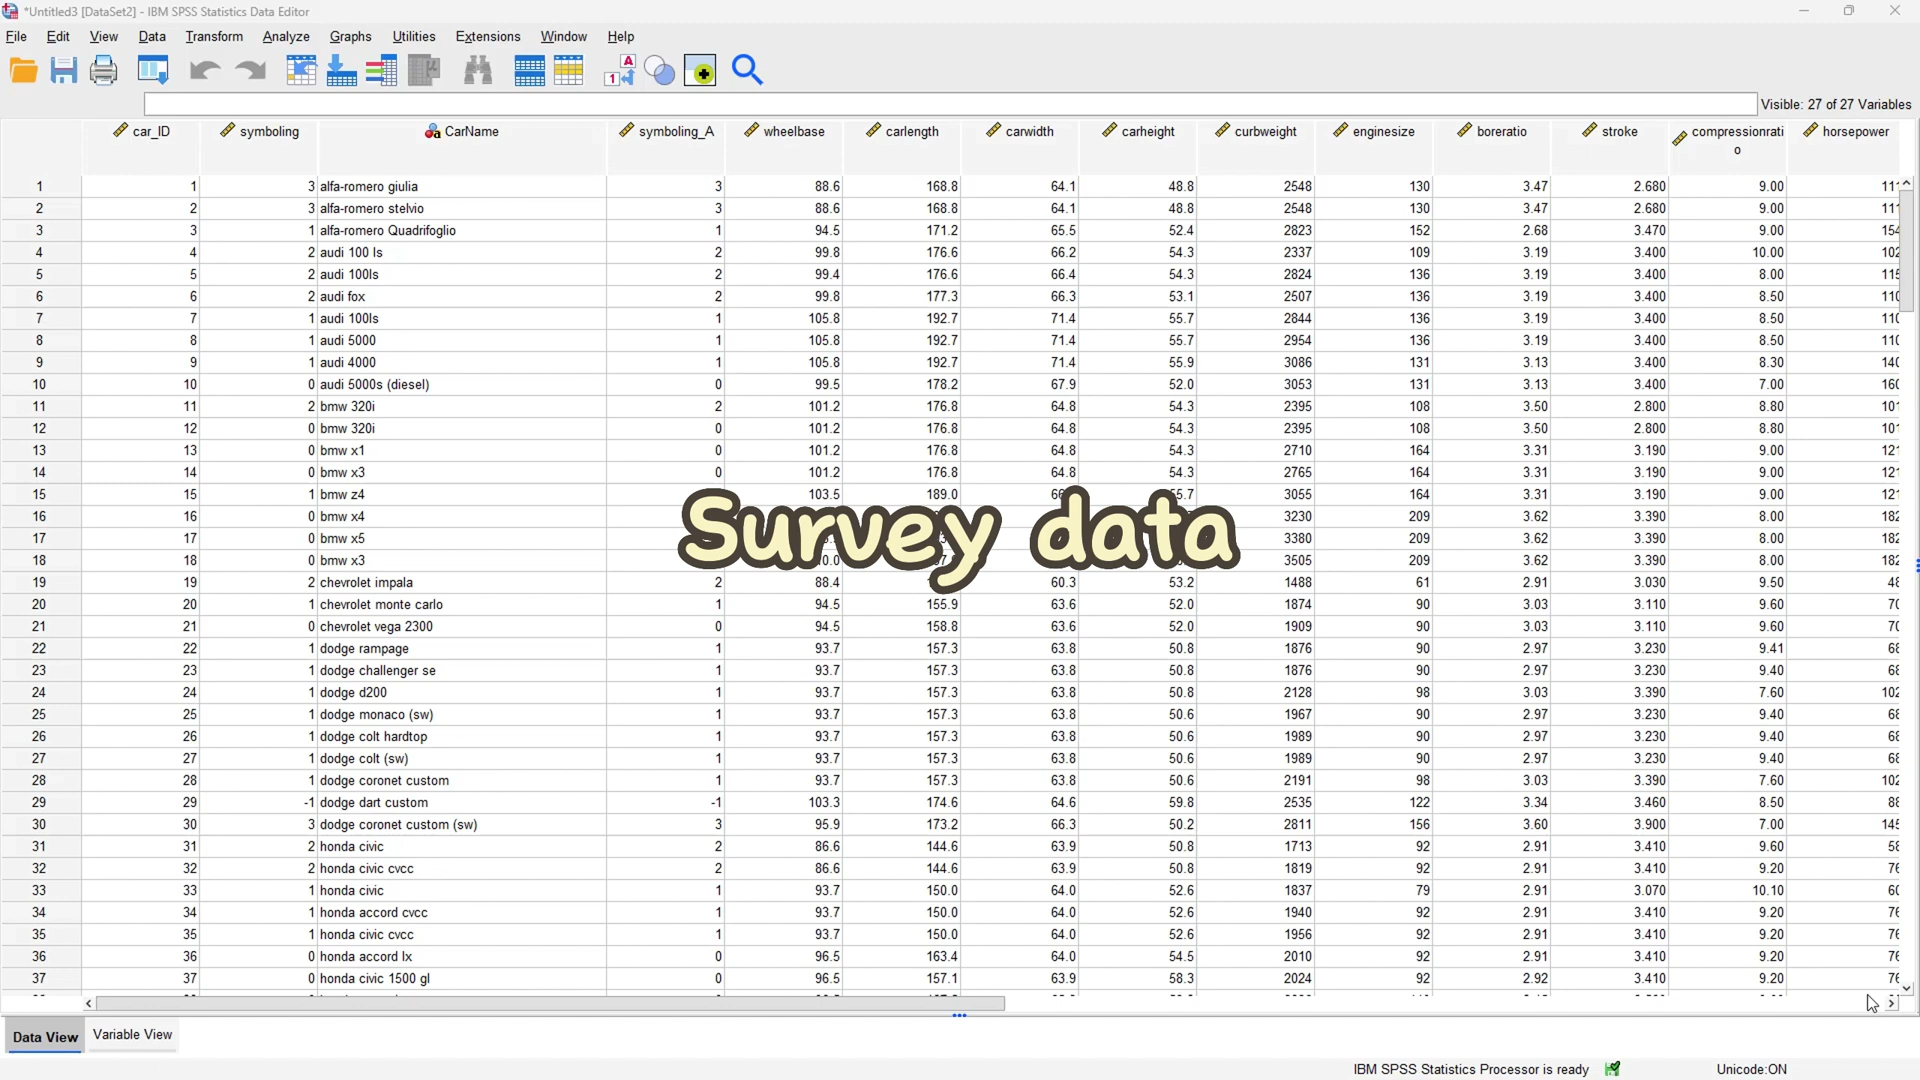 *Untitled3 [DataSet2] - IBM SPSS Statistics Data Editor
File Edit View Data Transform Analyze Graphs Utilities Extensions Window Help
Visible: 27 of 27 Variables
car_ID symboling CarName symboling_A wheelbase carlength carwidth carheight curbweight enginesize boreratio stroke compressionrati horsepower
o
1 1 3 alfa-romero giulia 3 88.6 168.8 64.1 48.8 2548 130 3.47 2.680 9.00
2 2 3 alfa-romero stelvio 3 88.6 168.8 64.1 48.8 2548 130 3.47 2.680 9.00
3 3 1 alfa-romero Quadrifoglio 1 94.5 171.2 65.5 52.4 2823 152 2.68 3.470 9.00 154
4 4 2 audi 100 ls 2 99.8 176.6 66.2 54.3 2337 109 3.19 3.400 10.00 102
5 5 2 audi 100ls 2 99.4 176.6 66.4 54.3 2824 136 3.19 3.400 8.00 115
6 6 2 audi fox 2 99.8 177.3 66.3 53.1 2507 136 3.19 3.400 8.50 110
7 7 1 audi 100ls 1 105.8 192.7 71.4 55.7 2844 136 3.19 3.400 8.50 110
8 8 1 audi 5000 1 105.8 192.7 71.4 55.7 2954 136 3.19 3.400 8.50 110
9 9 1 audi 4000 1 105.8 192.7 71.4 55.9 3086 131 3.13 3.400 8.30 140
10 10 0 audi 5000s (diesel) 0 99.5 178.2 67.9 52.0 3053 131 3.13 3.400 7.00 160
11 11 2 bmw 320i 2 101.2 176.8 64.8 54.3 2395 108 3.50 2.800 8.80 101
12 12 0 bmw 320i 0 101.2 176.8 64.8 54.3 2395 108 3.50 2.800 8.80 101
13 13 0 bmw x1 0 101.2 176.8 64.8 54.3 2710 164 3.31 3.190 9.00 121
14 14 0 bmw x3 0 101.2 176.8 64.8 54.3 2765 164 3.31 3.190 9.00 121
15 15 1 bmw z4 103.5 189.0 3055 164 3.31 3.190 9.00 121
16 16 0 bmw x4 3230 209 3.62 3.390 8.00 182
Survey data
17 17 0 bmw x5 3380 209 3.62 3.390 8.00 182
18 18 0 bmw x3 3505 209 3.62 3.390 8.00 182
19 19 2 chevrolet impala 2 88.4 60.3 53.2 1488 61 2.91 3.030 9.50 48
20 20 1 chevrolet monte carlo 1 94.5 155.9 63.6 52.0 1874 90 3.03 3.110 9.60 70
21 21 0 chevrolet vega 2300 0 94.5 158.8 63.6 52.0 1909 90 3.03 3.110 9.60 70
22 22 1 dodge rampage 1 93.7 157.3 63.8 50.8 1876 90 2.97 3.230 9.41 68
23 23 1 dodge challenger se 1 93.7 157.3 63.8 50.8 1876 90 2.97 3.230 9.40 68
24 24 1 dodge d200 1 93.7 157.3 63.8 50.8 2128 98 3.03 3.390 7.60 102
25 25 1 dodge monaco (sw) 1 93.7 157.3 63.8 50.6 1967 90 2.97 3.230 9.40 68
26 26 1 dodge colt hardtop 1 93.7 157.3 63.8 50.6 1989 90 2.97 3.230 9.40 68
27 27 1 dodge colt (sw) 1 93.7 157.3 63.8 50.6 1989 90 2.97 3.230 9.40 68
28 28 1 dodge coronet custom 1 93.7 157.3 63.8 50.6 2191 98 3.03 3.390 7.60 102
29 29 -1 dodge dart custom -1 103.3 174.6 64.6 59.8 2535 122 3.34 3.460 8.50 88
30 30 3 dodge coronet custom (sw) 3 95.9 173.2 66.3 50.2 2811 156 3.60 3.900 7.00 145
31 31 2 honda civic 2 86.6 144.6 63.9 50.8 1713 92 2.91 3.410 9.60 58
32 32 2 honda civic cvcc 2 86.6 144.6 63.9 50.8 1819 92 2.91 3.410 9.20 76
33 33 1 honda civic 1 93.7 150.0 64.0 52.6 1837 79 2.91 3.070 10.10 60
34 34 1 honda accord cvcc 1 93.7 150.0 64.0 52.6 1940 92 2.91 3.410 9.20 76
35 35 1 honda civic cvcc 1 93.7 150.0 64.0 52.6 1956 92 2.91 3.410 9.20 76
36 36 0 honda accord lx 0 96.5 163.4 64.0 54.5 2010 92 2.91 3.410 9.20 76
37 37 0 honda civic 1500 gl 0 96.5 157.1 63.9 58.3 2024 92 2.92 3.410 9.20 76
Data View Variable View
IBM SPSS Statistics Processor is ready Unicode:ON